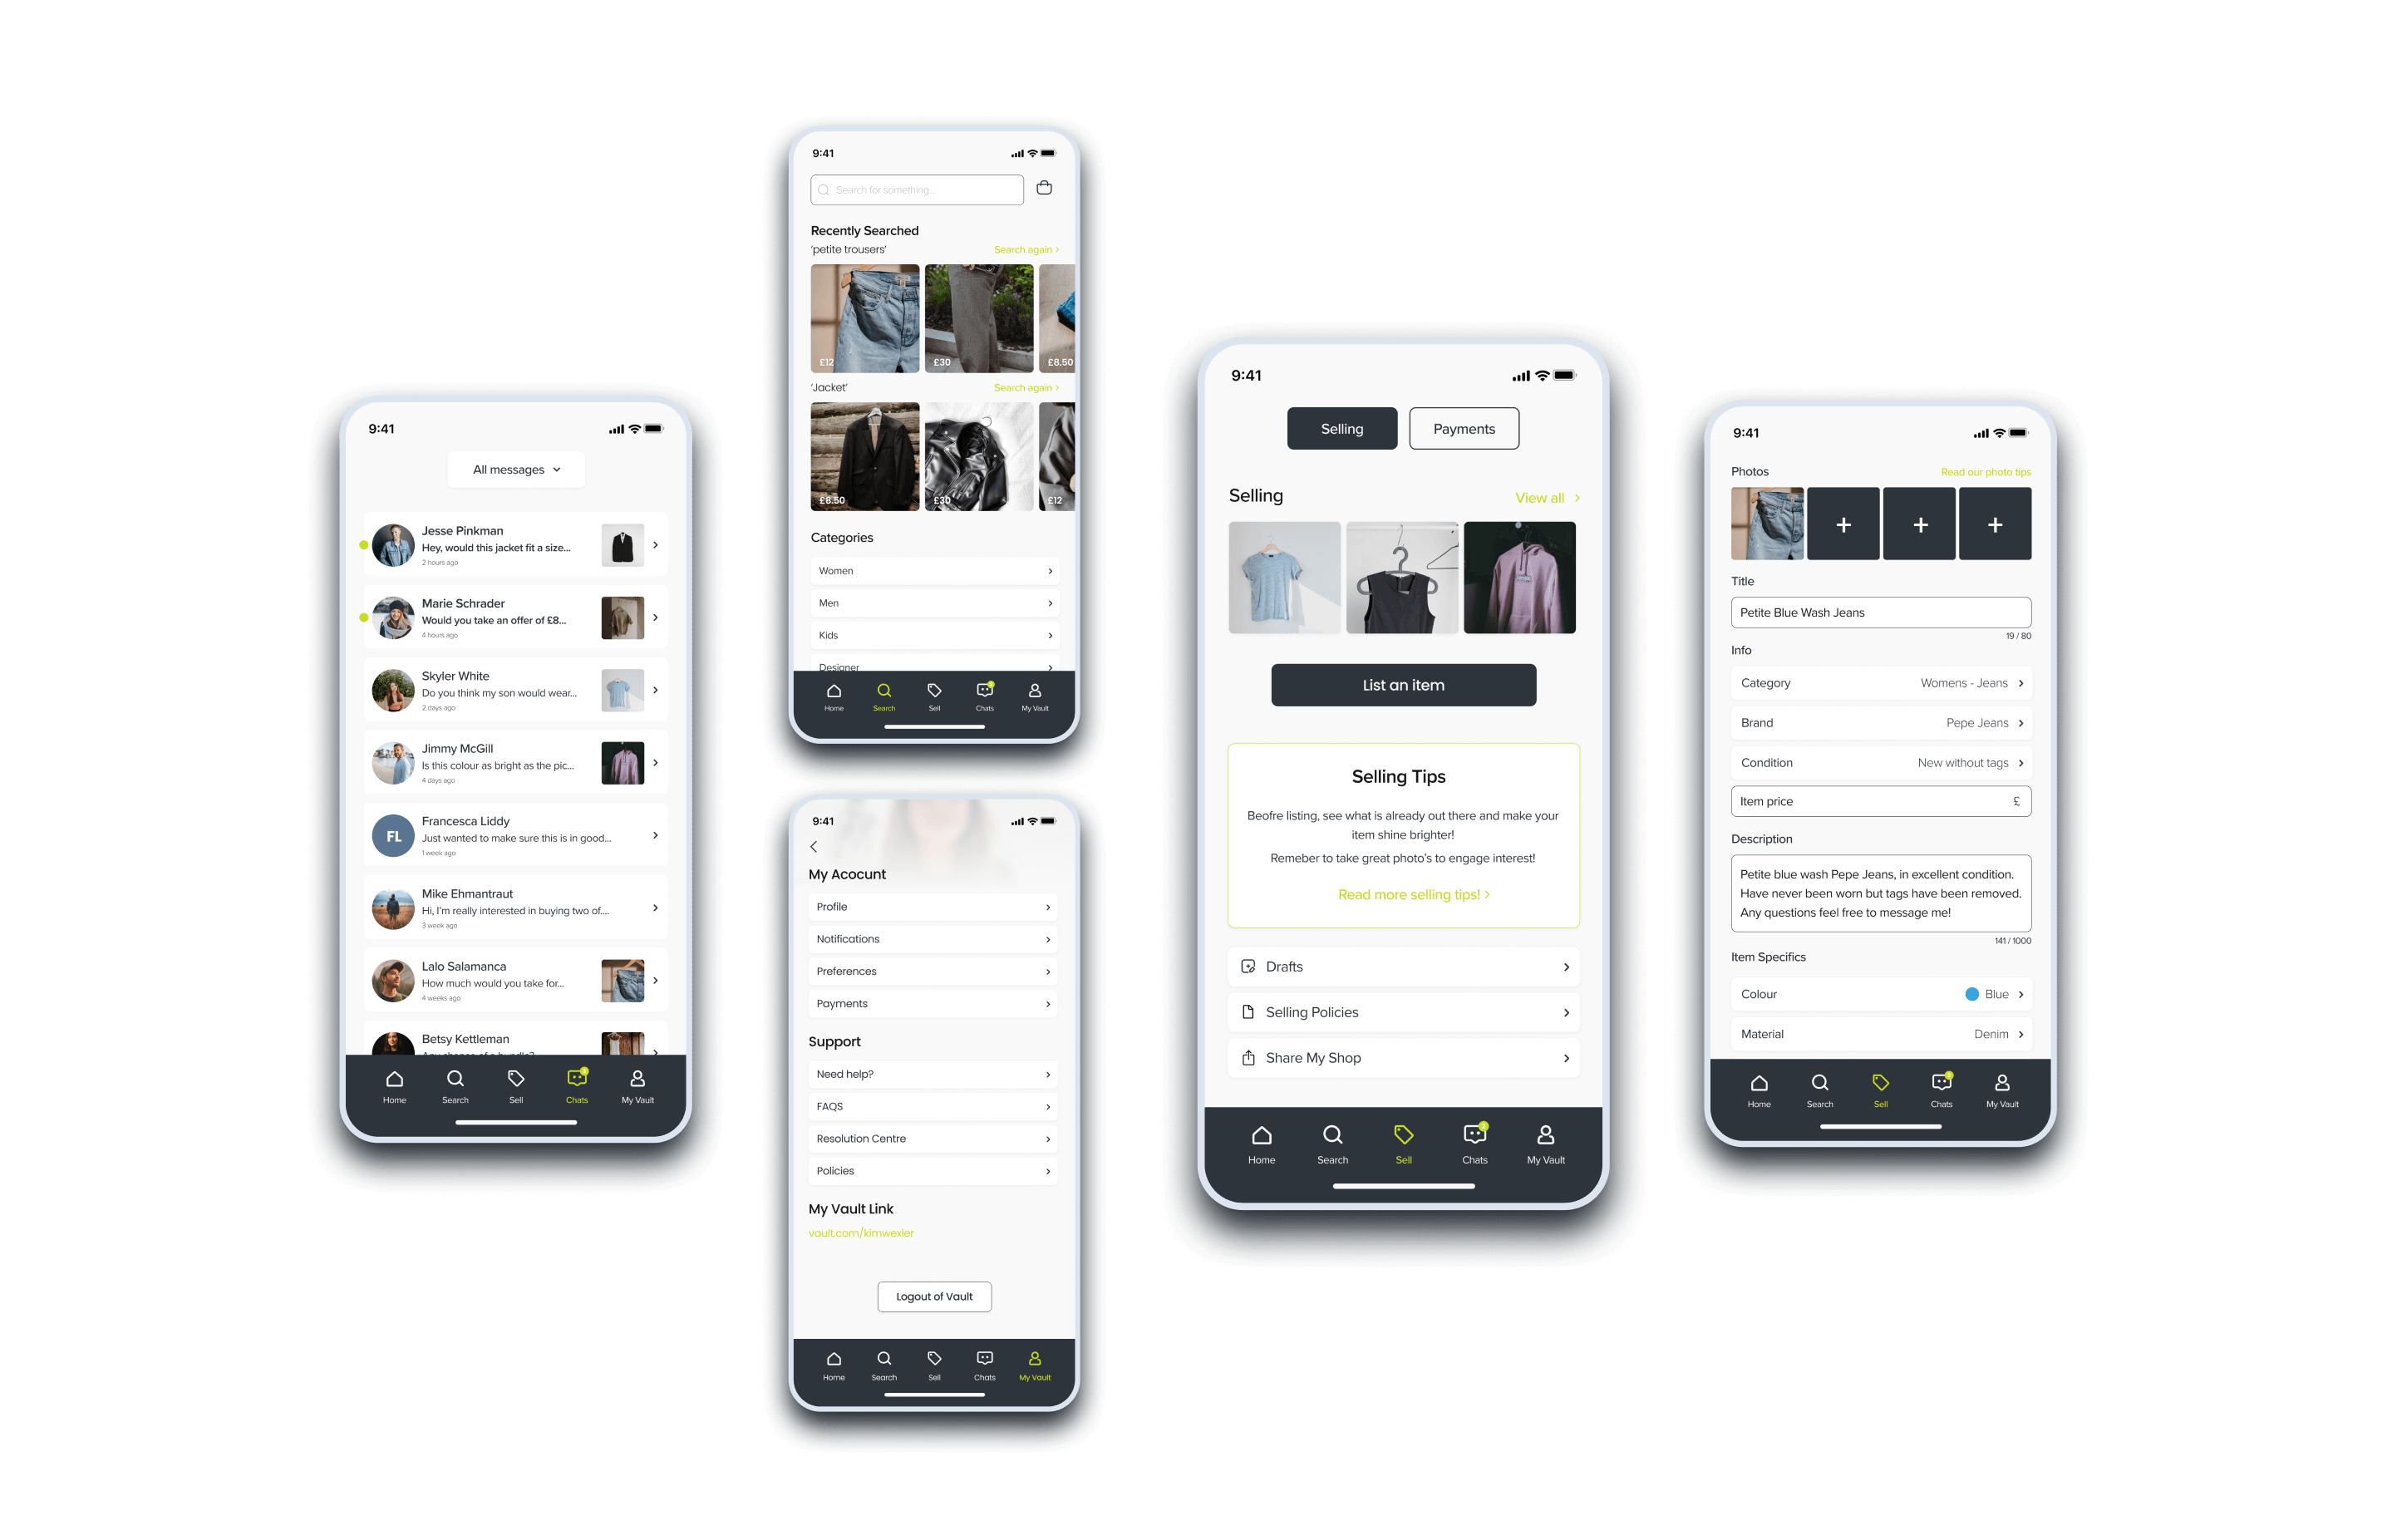 9:41
All messages
Jesse Pinkman
Hey, would this jacket fit a size...
2 hours ago
Marie Schrader
Would you take an offer of £8...
4 hours ago
Skyler White
Do you think my son would wear...
2 days ago
Jimmy McGill
Is this colour as bright as the pic...
4 days ago
FL
Francesca Liddy
Just wanted to make sure this is in good...
1 week ago
Mike Ehmantraut
Hi, I'm really interested in buying two of....
3 week ago
Lalo Salamanca
How much would you take for...
4 weeks ago
Betsy Kettleman
Any chance of a bundle?
2
Home Search Sell Chats My Vault
9:41
Search for something...
Recently Searched
'petite trousers' Search again >
£12 £30 £8.50
'Jacket' Search again >
£8.50 £30 £12
Categories
Women
Men
Kids
Designer
2
Home Search Sell Chats My Vault
9:41
My Acocunt
Profile
Notifications
Preferences
Payments
Support
Need help?
FAQS
Resolution Centre
Policies
My Vault Link
vault.com/kimwexler
Logout of Vault
Home Search Sell Chats My Vault
9:41
Selling Payments
Selling View all >
List an item
Selling Tips
Beofre listing, see what is already out there and make your
item shine brighter!
Remeber to take great photo's to engage interest!
Read more selling tips! >
Drafts
Selling Policies
Share My Shop
2
Home Search Sell Chats My Vault
9:41
Photos Read our photo tips
+ + +
Title
Petite Blue Wash Jeans
19 / 80
Info
Category Womens - Jeans
Brand Pepe Jeans
Condition New without tags
Item price £
Description
Petite blue wash Pepe Jeans, in excellent condition.
Have never been worn but tags have been removed.
Any questions feel free to message me!
141 / 1000
Item Specifics
Colour Blue
Material Denim
2
Home Search Sell Chats My Vault